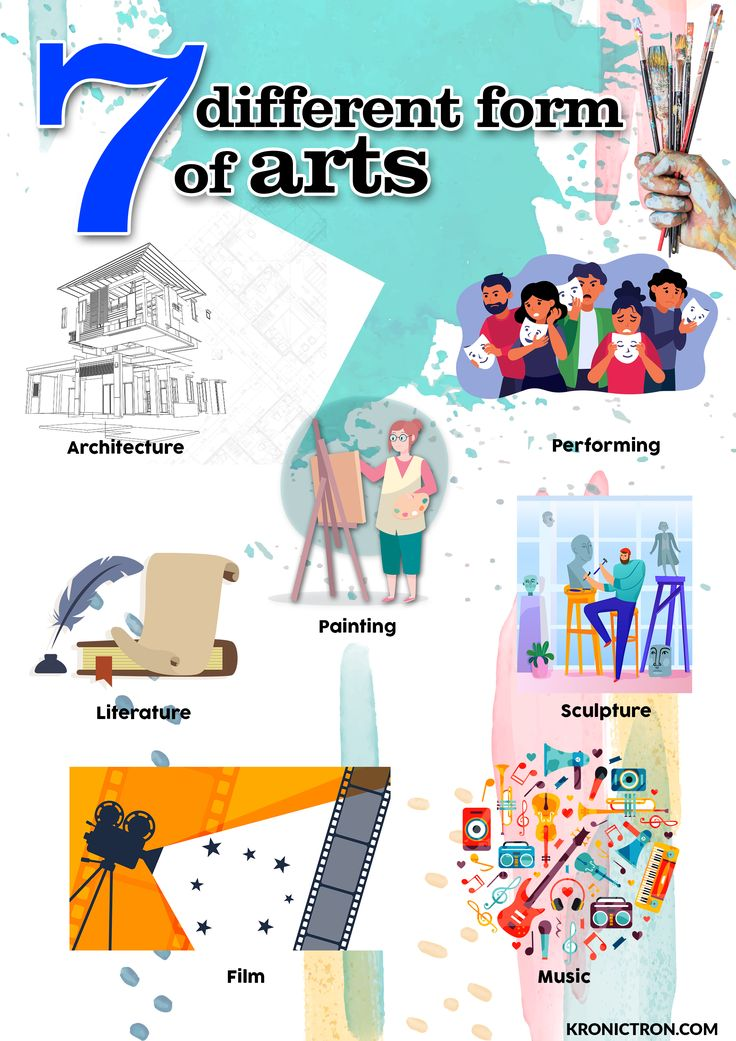 7 different form
of arts
Architecture
Performing
Painting
Literature
Sculpture
Film
Music
KRONICTRON.COM